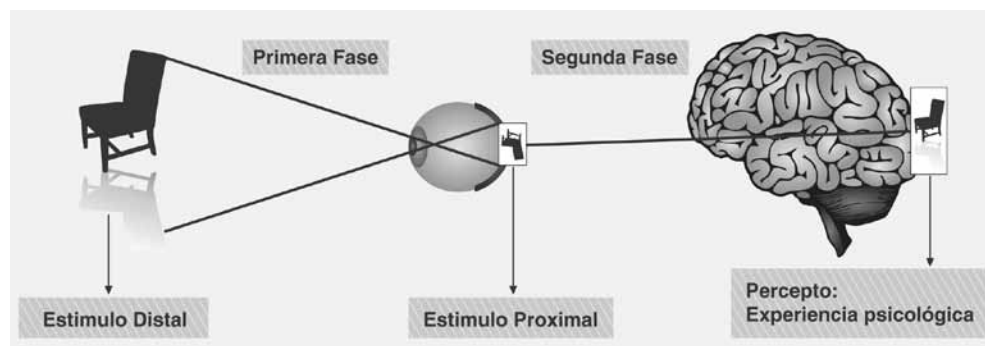 Primera Fase
Segunda Fase
Estimulo Distal
Estimulo Proximal
Percepto:
Experiencia psicológica